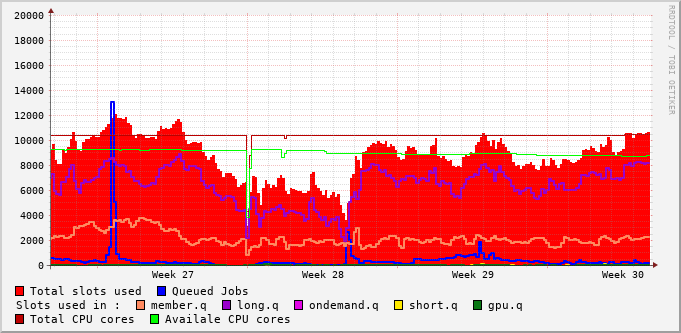 RRDTOOL / TOBI OETIKER
20000
18000
16000
14000
12000
10000
8000
6000
4000
2000
0
Week 27 Week 28 Week 29 Week 30
Total slots used Queued Jobs
Slots used in : member.q long.q ondemand.q short.q gpu.q
Total CPU cores Availale CPU cores